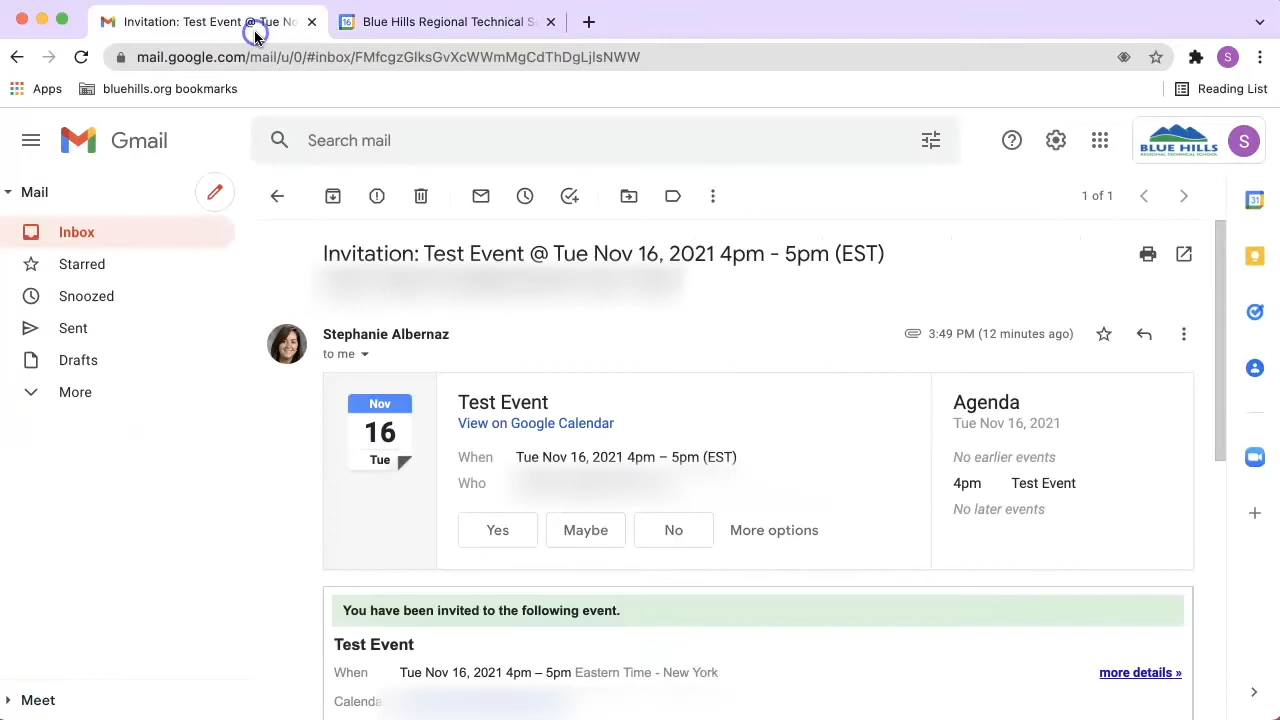 Invitation: Test Event @ Tue No
Blue Hills Regional Technical S
mail.google.com/mail/u/0/#inbox/FMfcgzGlksGvXcWWmMgCdThDgLjlsNWW
S
Apps
bluehills.org bookmarks
Reading List
Gmail
Search mail
BLUE HILLS
REGIONAL TECHNICAL SCHOOL
S
Mail
1 of 1
Inbox
Starred
Snoozed
Sent
Drafts
More
Meet
Invitation: Test Event @ Tue Nov 16, 2021 4pm - 5pm (EST)
Stephanie Albernaz
3:49 PM (12 minutes ago)
to me
Nov
16
Tue
Test Event
View on Google Calendar
When Tue Nov 16, 2021 4pm – 5pm (EST)
Who
Yes Maybe No More options
Agenda
Tue Nov 16, 2021
No earlier events
4pm Test Event
No later events
You have been invited to the following event.
Test Event
When Tue Nov 16, 2021 4pm – 5pm Eastern Time - New York
more details »
Calenda
31